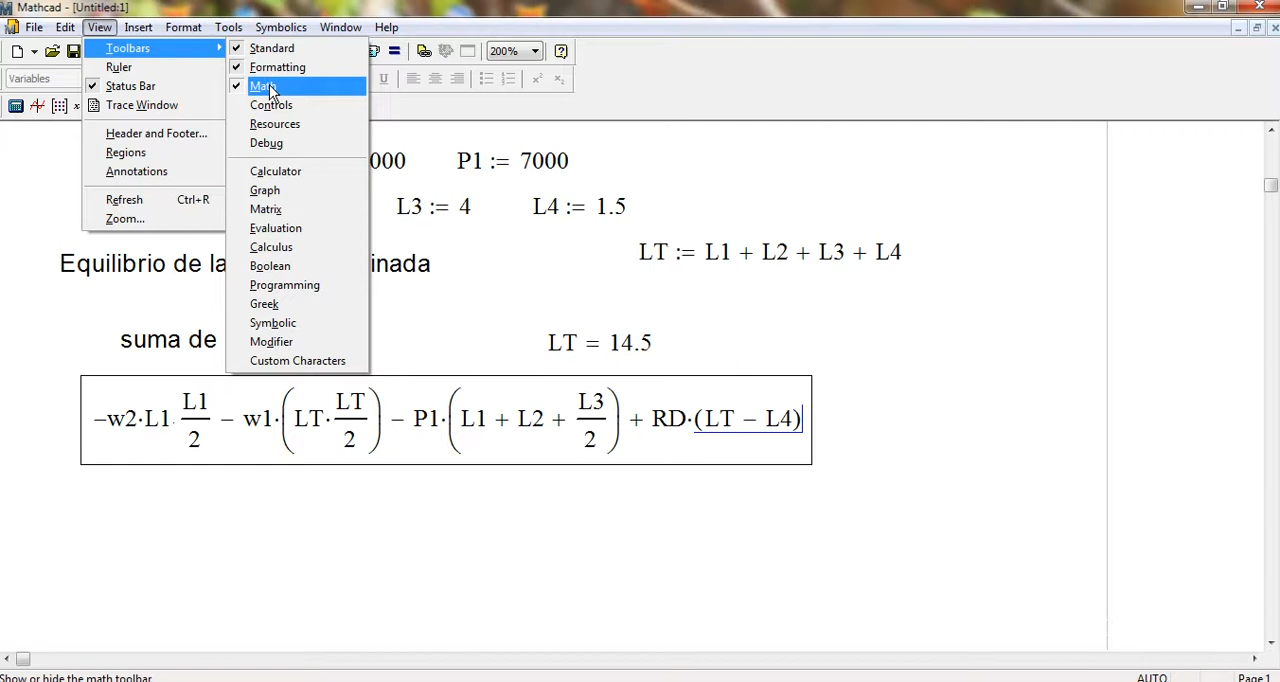 Mathcad - [Untitled:1]
File Edit View Insert Format Tools Symbolics Window Help
200%
Variables
U
Toolbars
Ruler
Status Bar
Trace Window
Header and Footer...
Regions
Annotations
Refresh Ctrl+R
Zoom...
Standard
Formatting
Math
Controls
Resources
Debug
Calculator
Graph
Matrix
Evaluation
Calculus
Boolean
Programming
Greek
Symbolic
Modifier
Custom Characters
000 P1 := 7000
L3 := 4 L4 := 1.5
LT := L1 + L2 + L3 + L4
Equilibrio de la inada
suma de LT = 14.5
−w2·L1·L1/2 − w1·(LT·LT/2) − P1·(L1 + L2 + L3/2) + RD·(LT − L4)
Show or hide the math toolbar
AUTO Page 1